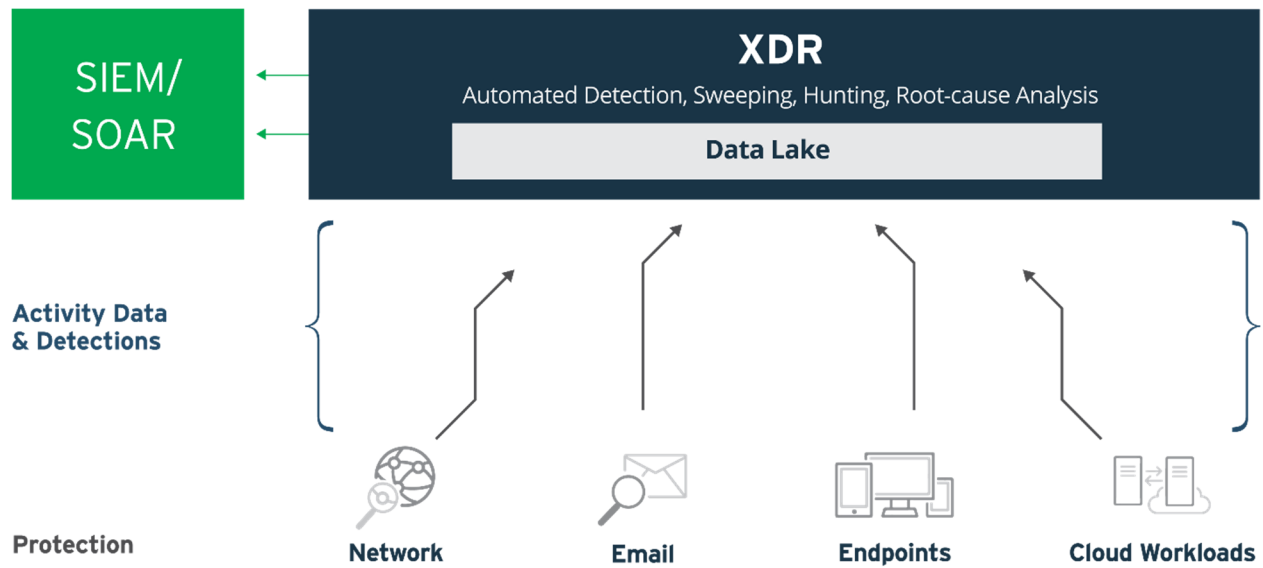 SIEM/
SOAR
XDR
Automated Detection, Sweeping, Hunting, Root-cause Analysis
Data Lake
Activity Data
& Detections
Protection
Network
Email
Endpoints
Cloud Workloads